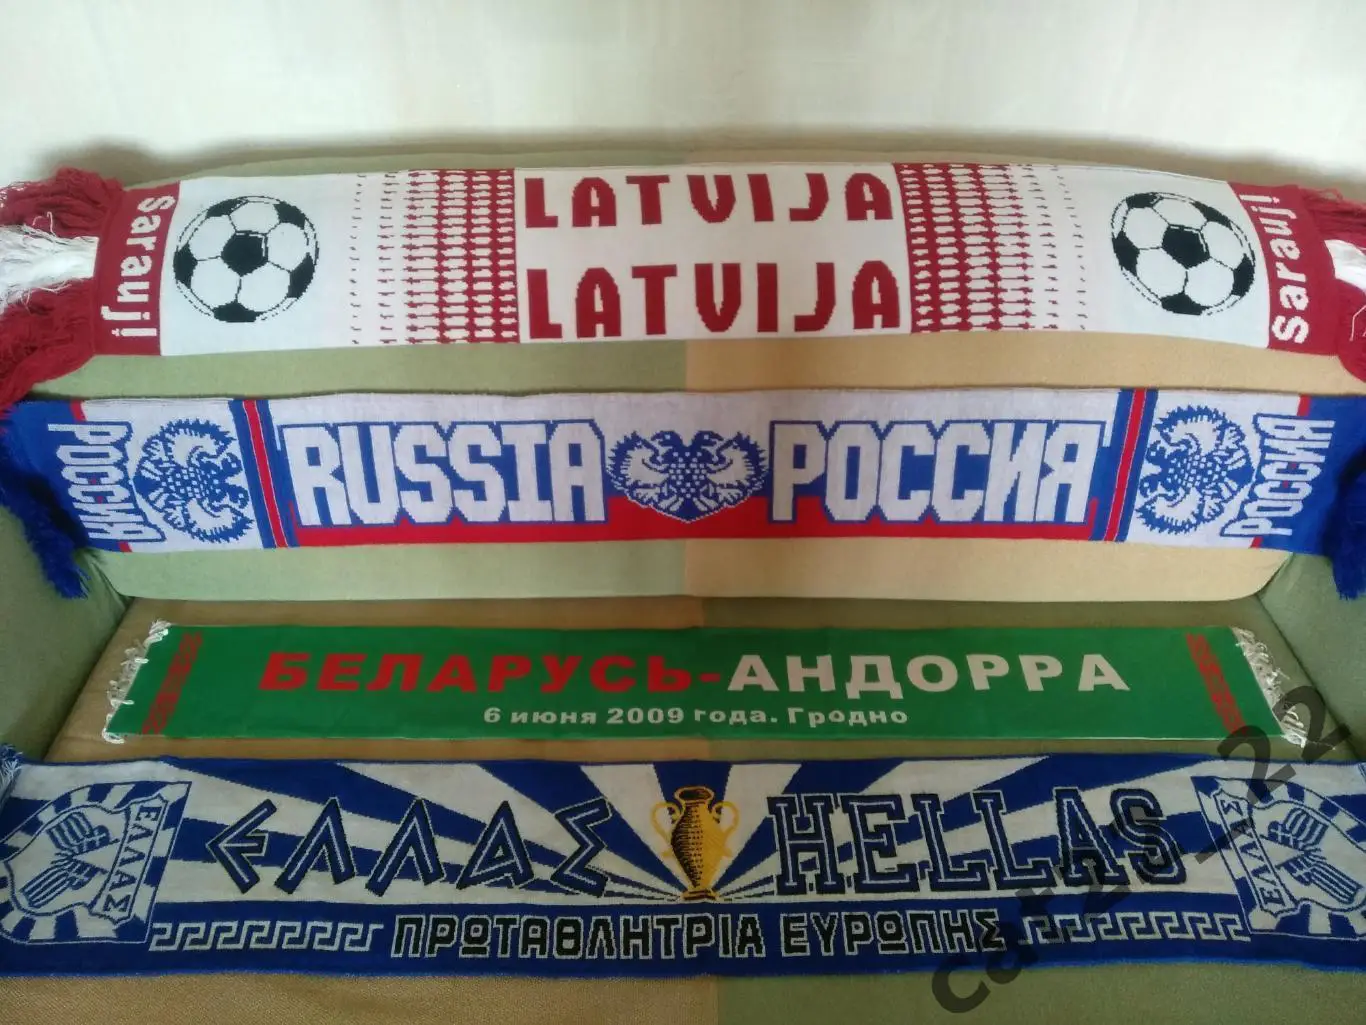 Sarauj!
LATVIJA
LATVIJA
Sarauj!
РОССИЯ
RUSSIA РОССИЯ
РОССИЯ
БЕЛАРУСЬ-АНДОРРА
6 июня 2009 года. Гродно
ΕΛΛΑΣ
ΕΛΛΑΣ HELLAS
ΕΛΛΑΣ
ΠΡΩΤΑΘΛΗΤΡΙΑ ΕΥΡΩΠΗΣ